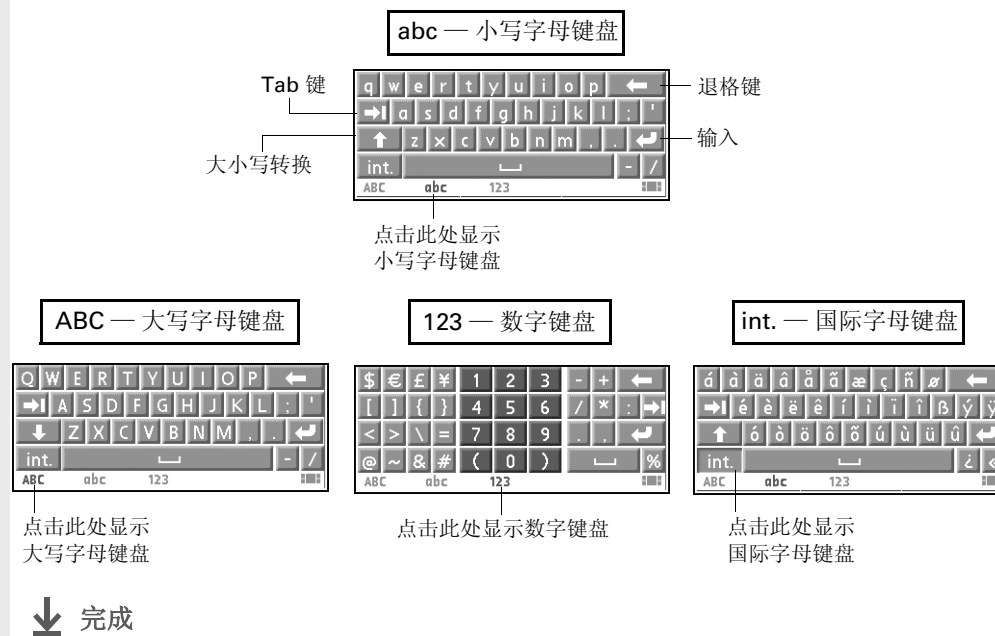 abc — 小写字母键盘
Tab 键
退格键
大小写转换
输入
q w e r t y u i o p
a s d f g h j k l : '
z x c v b n m , .
int. - /
ABC abc 123
点击此处显示
小写字母键盘
ABC — 大写字母键盘
123 — 数字键盘
int. — 国际字母键盘
Q W E R T Y U I O P
A S D F G H J K L : '
Z X C V B N M , .
int. - /
ABC abc 123
点击此处显示
大写字母键盘
$ € £ ¥ 1 2 3 - +
[ ] { } 4 5 6 / * :
< > \ = 7 8 9 . ,
@ ~ & # ( 0 ) %
ABC abc 123
点击此处显示数字键盘
á à ä â å ã æ ç ñ ø
é è ë ê í ì ï î ß ý ÿ
ó ò ö ô õ ú ù ü û
int. ¿ «
ABC abc 123
点击此处显示
国际字母键盘
完成